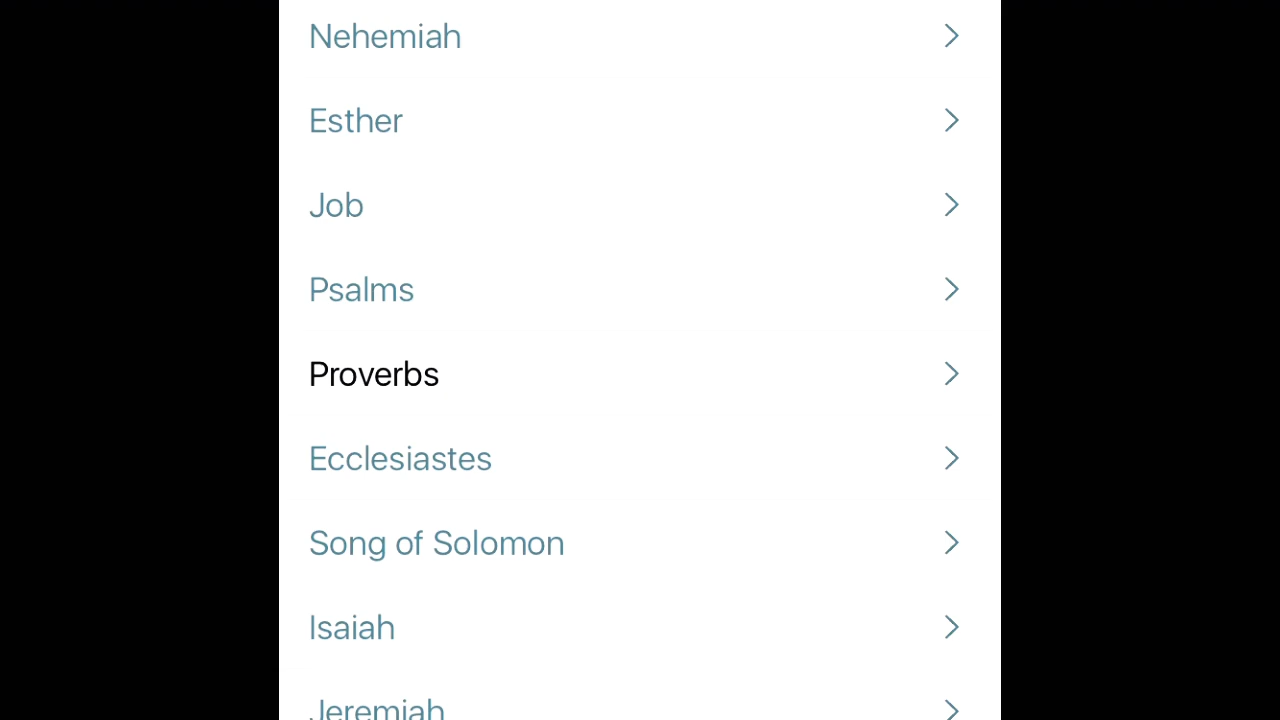 Nehemiah
Esther
Job
Psalms
Proverbs
Ecclesiastes
Song of Solomon
Isaiah
Jeremiah